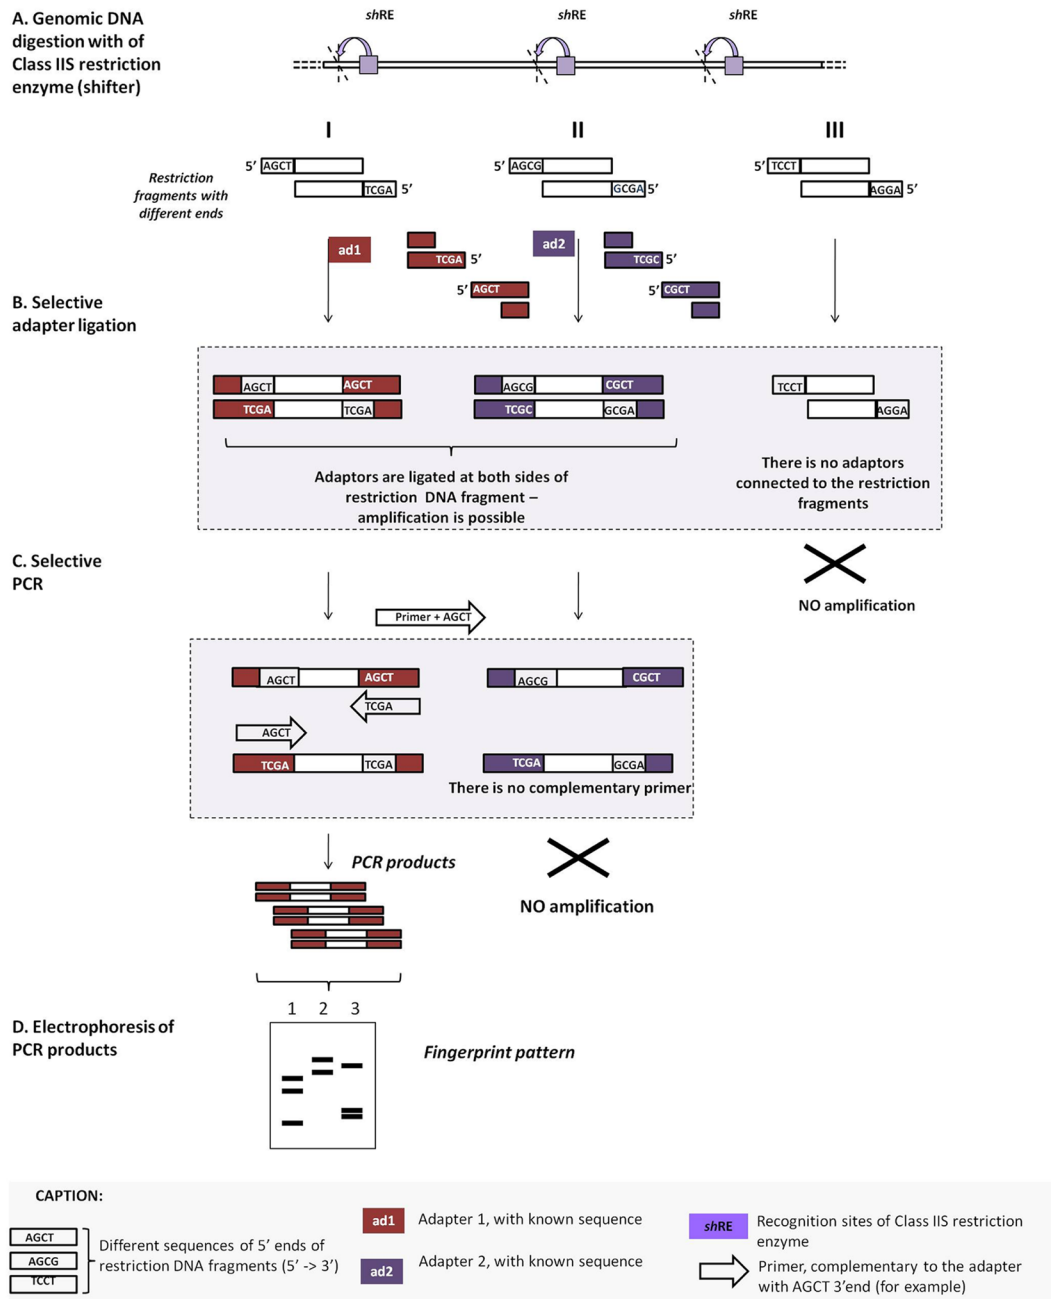 A. Genomic DNA
digestion with of
Class IIS restriction
enzyme (shifter)
shRE
shRE
shRE
I
II
III
Restriction
fragments with
different ends
5’ AGCT
TCGA 5’
5’ AGCG
GCGA 5’
5’ TCCT
AGGA 5’
ad1
TCGA 5’
5’ AGCT
ad2
TCGC 5’
5’ CGCT
B. Selective
adapter ligation
AGCT AGCT
TCGA TCGA
AGCG CGCT
TCGC GCGA
TCCT
AGGA
Adaptors are ligated at both sides of
restriction DNA fragment –
amplification is possible
There is no adaptors
connected to the restriction
fragments
C. Selective
PCR
NO amplification
Primer + AGCT
AGCT AGCT
TCGA
AGCT
TCGA TCGA
AGCG CGCT
TCGA GCGA
There is no complementary primer
PCR products
NO amplification
D. Electrophoresis of
PCR products
1 2 3
Fingerprint pattern
CAPTION:
AGCT
AGCG
TCCT
Different sequences of 5’ ends of
restriction DNA fragments (5’ -> 3’)
ad1 Adapter 1, with known sequence
ad2 Adapter 2, with known sequence
shRE Recognition sites of Class IIS restriction
enzyme
Primer, complementary to the adapter
with AGCT 3’end (for example)